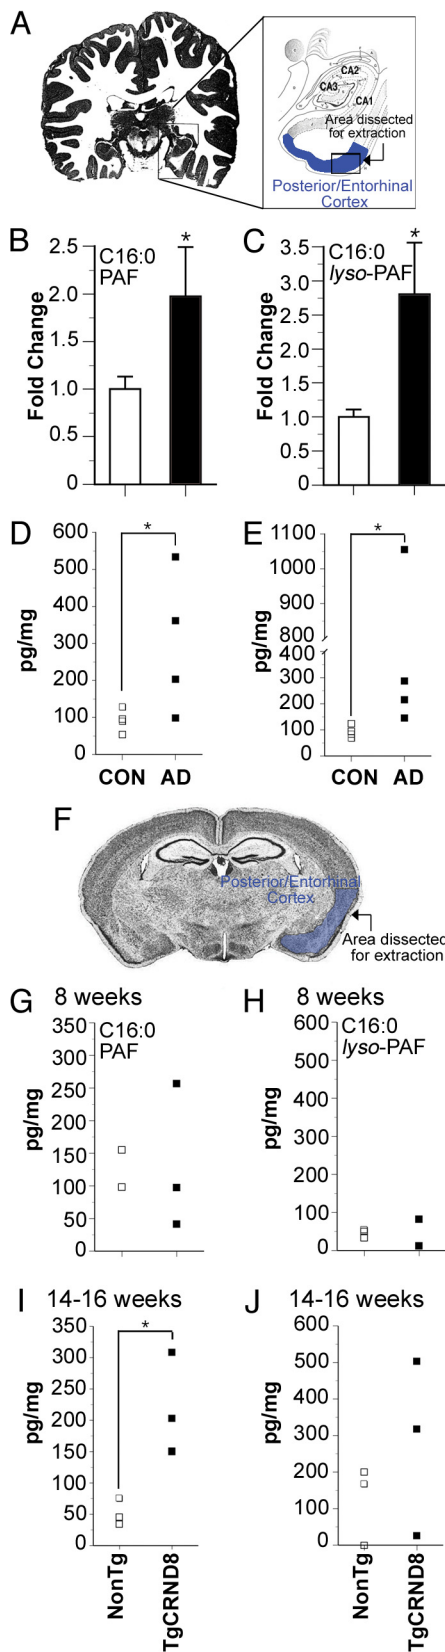 A
CA2
CA3
CA1
Area dissected
for extraction
Posterior/Entorhinal
Cortex
B
C16:0
PAF
*
Fold Change
2.5
2.0
1.5
1.0
0.5
0
C
C16:0
lyso-PAF
*
Fold Change
3.5
3.0
2.5
2.0
1.5
1.0
0.5
0
D
*
pg/mg
600
500
400
300
200
100
0
CON
AD
E
*
pg/mg
1100
1000
900
800
400
300
200
100
0
CON
AD
F
Posterior/Entorhinal
Cortex
Area dissected
for extraction
G
8 weeks
C16:0
PAF
pg/mg
350
300
250
200
150
100
50
0
H
8 weeks
C16:0
lyso-PAF
pg/mg
600
500
400
300
200
100
0
I
14-16 weeks
*
pg/mg
350
300
250
200
150
100
50
0
NonTg
TgCRND8
J
14-16 weeks
pg/mg
600
500
400
300
200
100
0
NonTg
TgCRND8